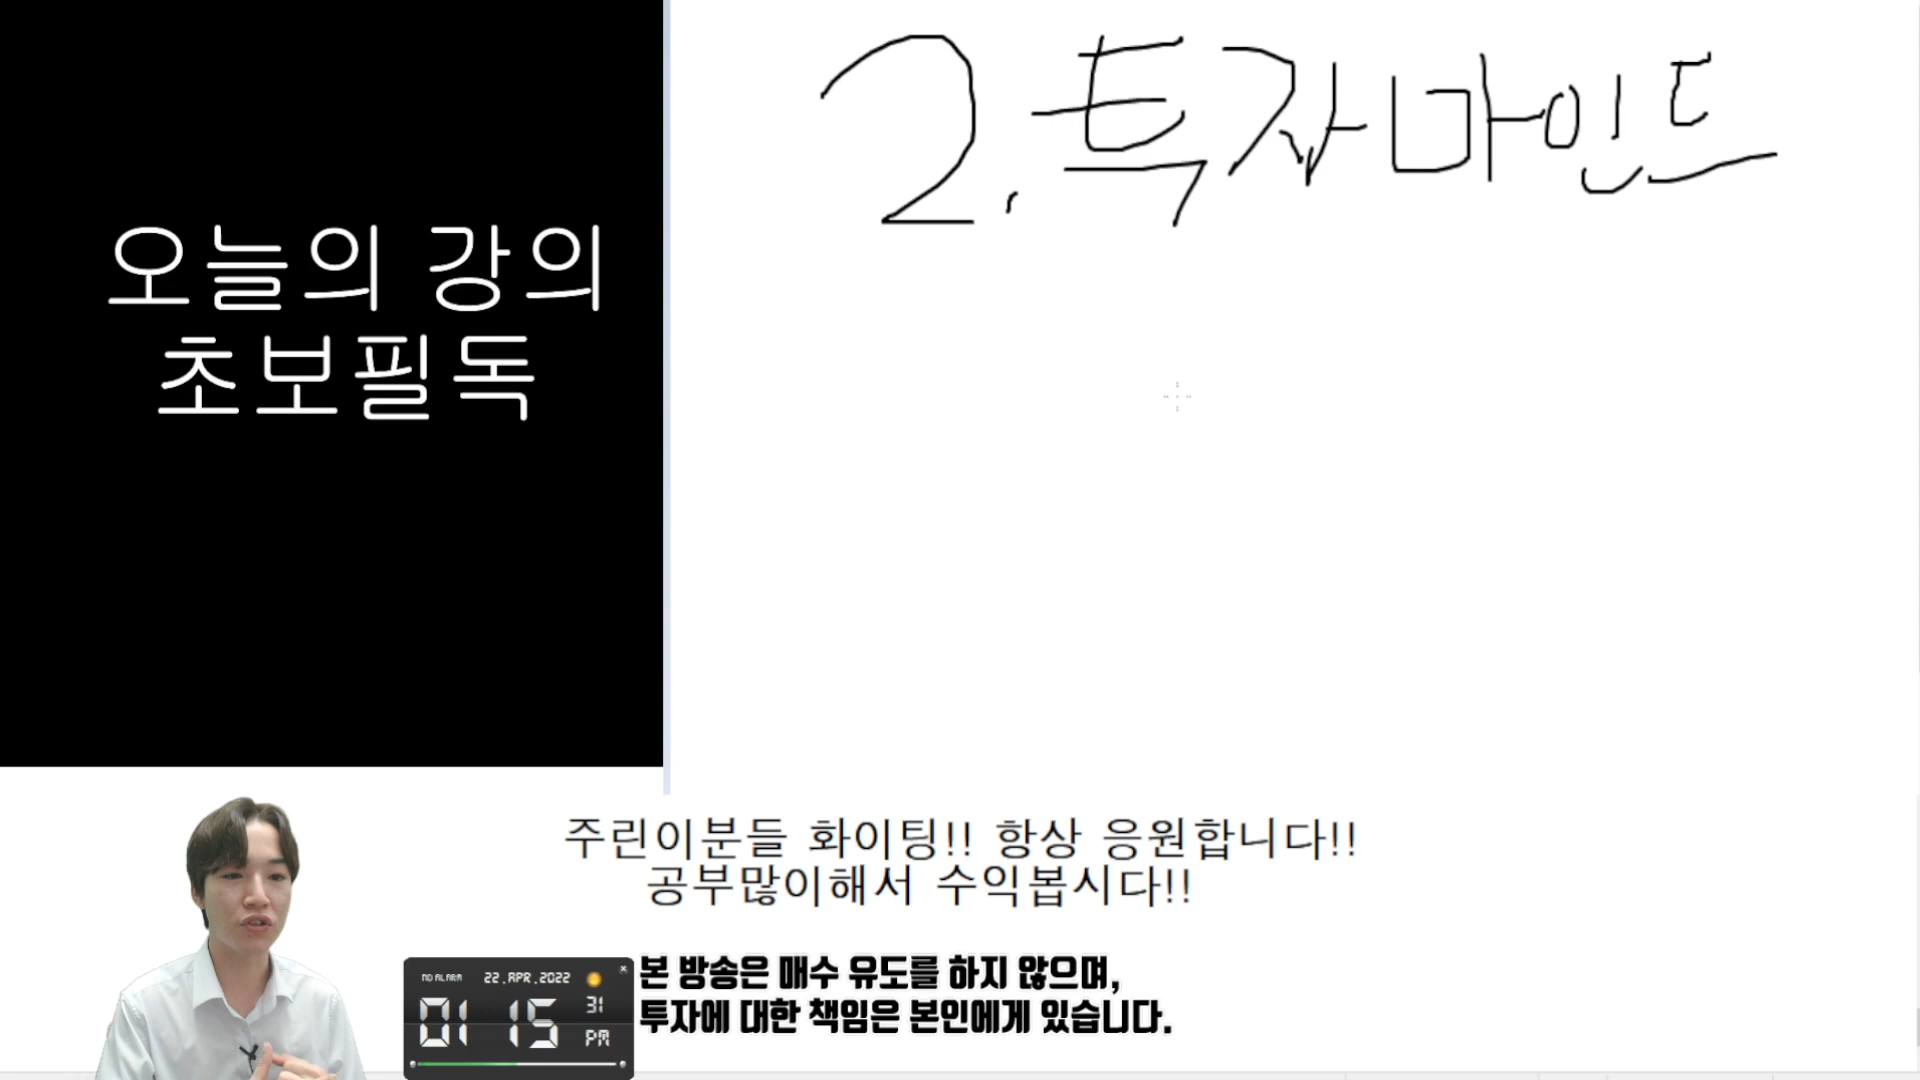 오늘의 강의
초보필독
2. 투자마인드
주린이분들 화이팅!! 항상 응원합니다!!
공부많이해서 수익봅시다!!
NO ALARM 22.APR.2022
01 15 31 PM
본 방송은 매수 유도를 하지 않으며,
투자에 대한 책임은 본인에게 있습니다.